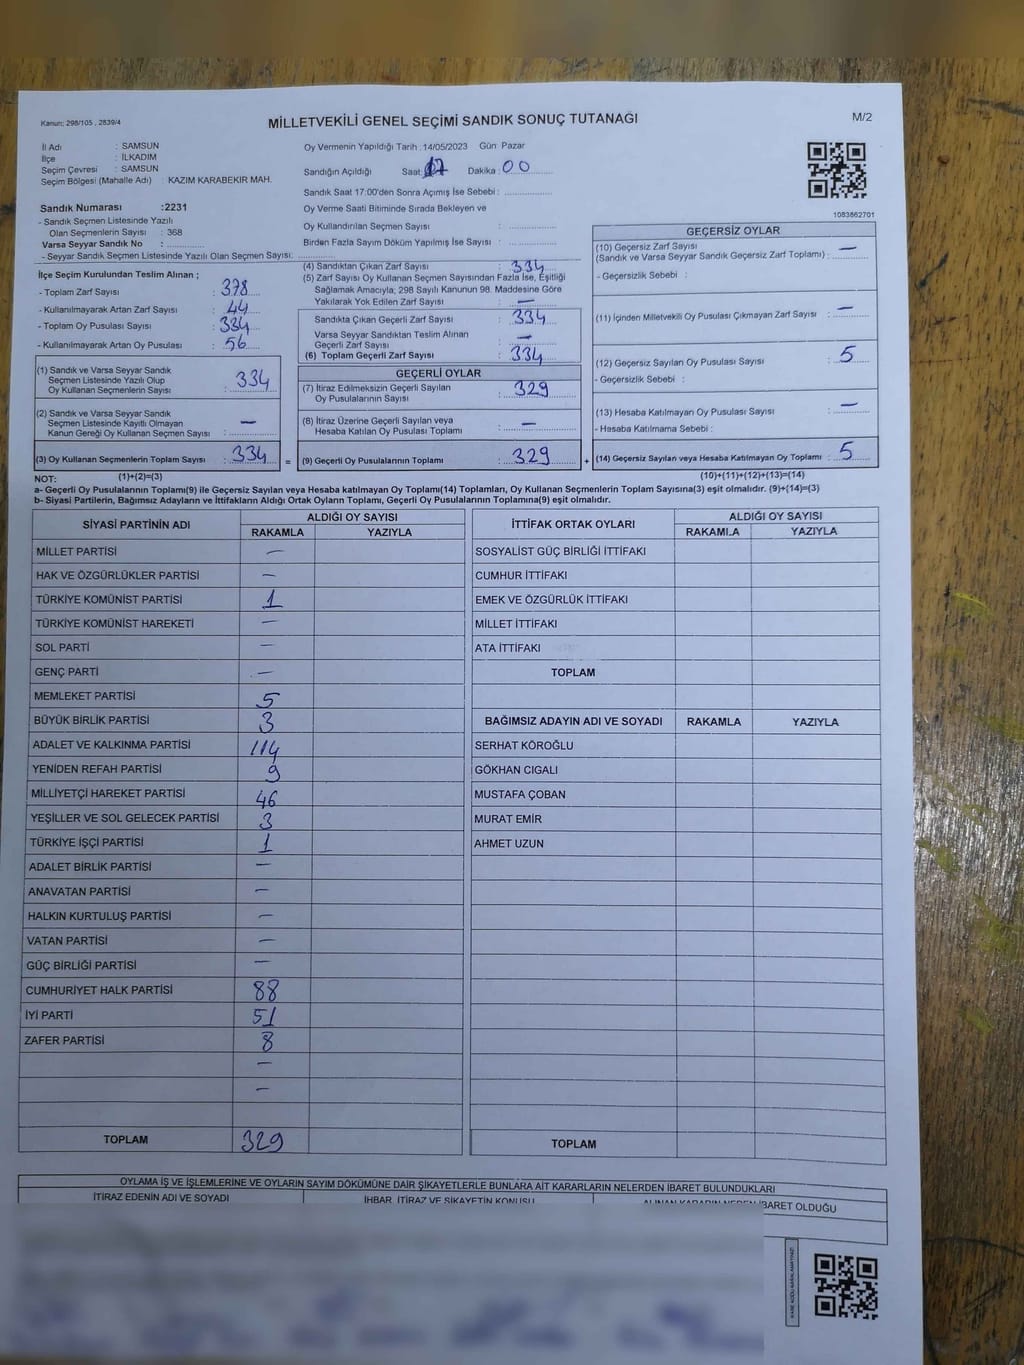 Kanun; 298/105 , 2839/4
MİLLETVEKİLİ GENEL SEÇİMİ SANDIK SONUÇ TUTANAĞI
M/2
İl Adı : SAMSUN
İlçe : İLKADIM
Seçim Çevresi : SAMSUN
Seçim Bölgesi (Mahalle Adı) : KAZIM KARABEKIR MAH.
Oy Vermenin Yapıldığı Tarih : 14/05/2023 Gün : Pazar
Sandığın Açıldığı Saat : 17 Dakika : 00
Sandık Saat 17:00'den Sonra Açımış İse Sebebi :
Oy Verme Saati Bitiminde Sırada Bekleyen ve
Oy Kullandırılan Seçmen Sayısı :
Birden Fazla Sayım Döküm Yapılmış İse Sayısı :
1083862701
Sandık Numarası :2231
- Sandık Seçmen Listesinde Yazılı
Olan Seçmenlerin Sayısı : 368
Varsa Seyyar Sandık No :
- Seyyar Sandık Seçmen Listesinde Yazılı Olan Seçmen Sayısı:
İlçe Seçim Kurulundan Teslim Alınan ;
- Toplam Zarf Sayısı : 378
- Kullanılmayarak Artan Zarf Sayısı : 44
- Toplam Oy Pusulası Sayısı : 334
- Kullanılmayarak Artan Oy Pusulası : 56
(1) Sandık ve Varsa Seyyar Sandık
Seçmen Listesinde Yazılı Olup
Oy Kullanan Seçmenlerin Sayısı : 334
(2) Sandık ve Varsa Seyyar Sandık
Seçmen Listesinde Kayıtlı Olmayan
Kanun Gereği Oy Kullanan Seçmen Sayısı : —
(3) Oy Kullanan Seçmenlerin Toplam Sayısı : 334 =
(4) Sandıktan Çıkan Zarf Sayısı : 334
(5) Zarf Sayısı Oy Kullanan Seçmen Sayısından Fazla İse, Eşitliği
Sağlamak Amacıyla; 298 Sayılı Kanunun 98. Maddesine Göre
Yakılarak Yok Edilen Zarf Sayısı : —
Sandıkta Çıkan Geçerli Zarf Sayısı : 334
Varsa Seyyar Sandıktan Teslim Alınan
Geçerli Zarf Sayısı : —
(6) Toplam Geçerli Zarf Sayısı : 334
GEÇERLİ OYLAR
(7) İtiraz Edilmeksizin Geçerli Sayılan
Oy Pusulalarının Sayısı : 329
(8) İtiraz Üzerine Geçerli Sayılan veya
Hesaba Katılan Oy Pusulası Toplamı : —
(9) Geçerli Oy Pusulalarının Toplamı : 329 +
GEÇERSİZ OYLAR
(10) Geçersiz Zarf Sayısı —
(Sandık ve Varsa Seyyar Sandık Geçersiz Zarf Toplamı) :
- Geçersizlik Sebebi :
(11) İçinden Milletvekili Oy Pusulası Çıkmayan Zarf Sayısı : —
(12) Geçersiz Sayılan Oy Pusulası Sayısı : 5
- Geçersizlik Sebebi :
(13) Hesaba Katılmayan Oy Pusulası Sayısı : —
- Hesaba Katılmama Sebebi :
(14) Geçersiz Sayılan veya Hesaba Katılmayan Oy Toplamı : 5
NOT: (1)+(2)=(3) (10)+(11)+(12)+(13)=(14)
a- Geçerli Oy Pusulalarının Toplamı(9) ile Geçersiz Sayılan veya Hesaba katılmayan Oy Toplamı(14) Toplamları, Oy Kullanan Seçmenlerin Toplam Sayısına(3) eşit olmalıdır. (9)+(14)=(3)
b- Siyasi Partilerin, Bağımsız Adayların ve İttifakların Aldığı Ortak Oyların Toplamı, Geçerli Oy Pusulalarının Toplamına(9) eşit olmalıdır.
SİYASİ PARTİNİN ADI ALDIĞI OY SAYISI
RAKAMLA YAZIYLA
MİLLET PARTİSİ —
HAK VE ÖZGÜRLÜKLER PARTİSİ —
TÜRKİYE KOMÜNİST PARTİSİ 1
TÜRKİYE KOMÜNİST HAREKETİ —
SOL PARTİ —
GENÇ PARTİ —
MEMLEKET PARTİSİ 5
BÜYÜK BİRLİK PARTİSİ 3
ADALET VE KALKINMA PARTİSİ 114
YENİDEN REFAH PARTİSİ 9
MİLLİYETÇİ HAREKET PARTİSİ 46
YEŞİLLER VE SOL GELECEK PARTİSİ 3
TÜRKİYE İŞÇİ PARTİSİ 1
ADALET BİRLİK PARTİSİ —
ANAVATAN PARTİSİ —
HALKIN KURTULUŞ PARTİSİ —
VATAN PARTİSİ —
GÜÇ BİRLİĞİ PARTİSİ —
CUMHURİYET HALK PARTİSİ 88
İYİ PARTİ 51
ZAFER PARTİSİ 8
—
—
TOPLAM 329
İTTİFAK ORTAK OYLARI ALDIĞI OY SAYISI
RAKAMLA YAZIYLA
SOSYALİST GÜÇ BİRLİĞİ İTTİFAKI
CUMHUR İTTİFAKI
EMEK VE ÖZGÜRLÜK İTTİFAKI
MİLLET İTTİFAKI
ATA İTTİFAKI
TOPLAM
BAĞIMSIZ ADAYIN ADI VE SOYADI RAKAMLA YAZIYLA
SERHAT KÖROĞLU
GÖKHAN CIGALI
MUSTAFA ÇOBAN
MURAT EMİR
AHMET UZUN
TOPLAM
OYLAMA İŞ VE İŞLEMLERİNE VE OYLARIN SAYIM DÖKÜMÜNE DAİR ŞİKAYETLERLE BUNLARA AİT KARARLARIN NELERDEN İBARET BULUNDUKLARI
İTİRAZ EDENİN ADI VE SOYADI İHBAR, İTİRAZ VE ŞİKAYETİN KONUSU ALINAN KARARIN NEDEN İBARET OLDUĞU